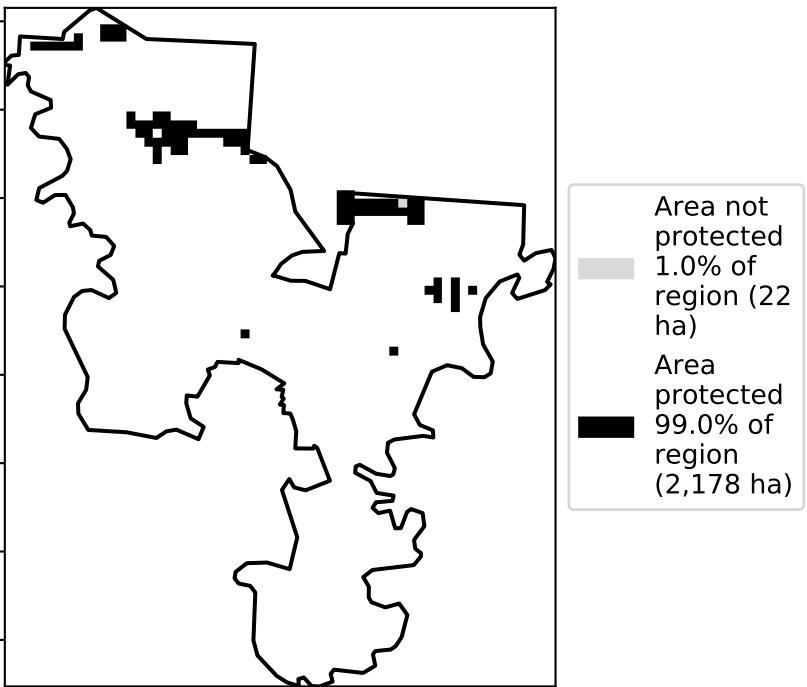 Area not
protected
1.0% of
region (22
ha)
Area
protected
99.0% of
region
(2,178 ha)